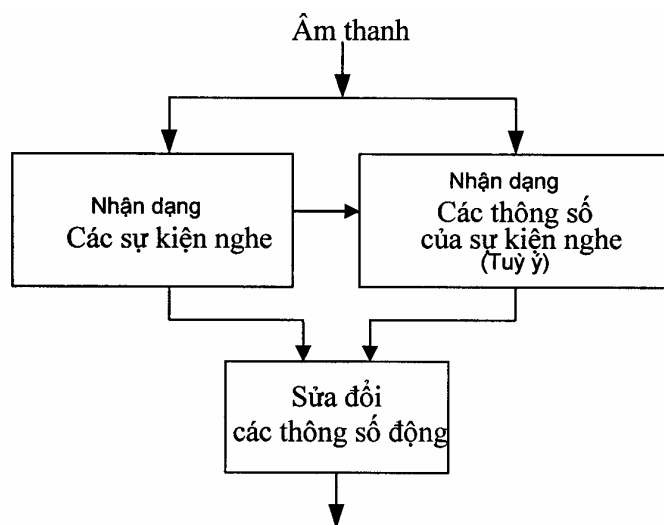 Âm thanh
Nhận dạng
Các sự kiện nghe
Nhận dạng
Các thông số
của sự kiện nghe
(Tuỳ ý)
Sửa đổi
các thông số động